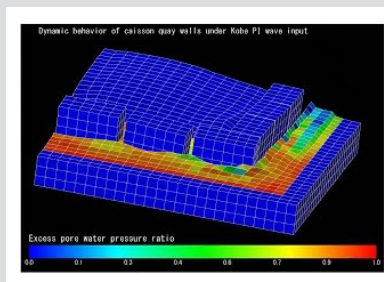 Dynamic behavior of caisson quay walls under Kobe PI wave input
Excess pore water pressure ratio
0.0 0.1 0.3 0.4 0.6 0.7 0.9 1.0